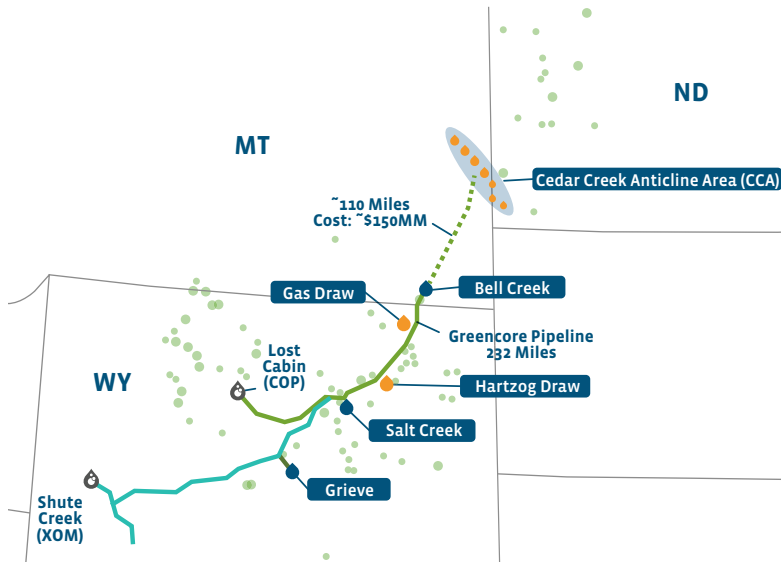 ND
MT
Cedar Creek Anticline Area (CCA)
~110 Miles
Cost: ~$150MM
Bell Creek
Gas Draw
Greencore Pipeline
232 Miles
Lost
Cabin
(COP)
WY
Hartzog Draw
Salt Creek
Grieve
Shute
Creek
(XOM)